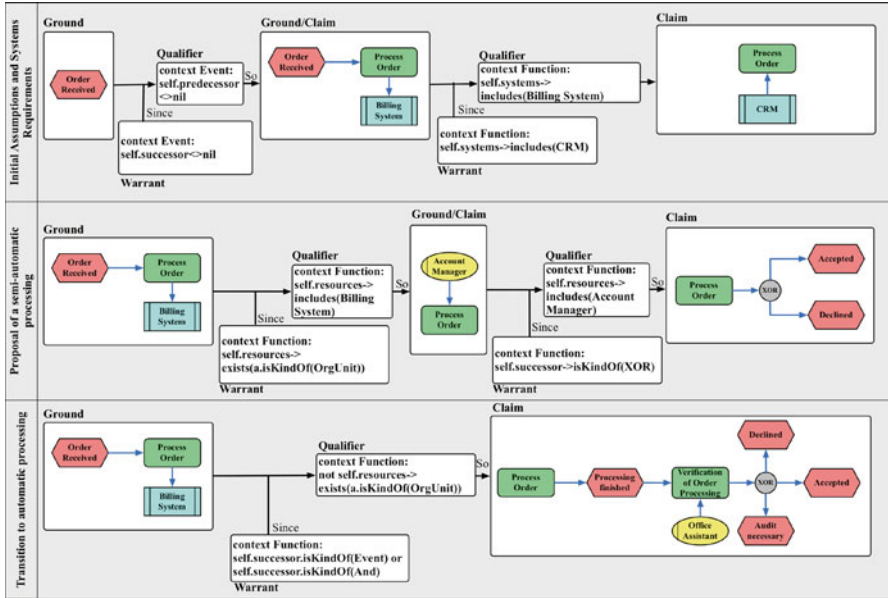 Initial Assumptions and Systems
Requirements
Ground
Order
Received
Since
context Event:
self.successor<>nil
Warrant
Qualifier
context Event:
self.predecessor
<>nil
So
Ground/Claim
Order
Received
Process
Order
Billing
System
Since
context Function:
self.systems->includes(CRM)
Warrant
Qualifier
context Function:
self.systems->
includes(Billing System)
Claim
Process
Order
CRM
Proposal of a semi-automatic
processing
Ground
Order
Received
Process
Order
Billing
System
Since
context Function:
self.resources->
exists(a.isKindOf(OrgUnit))
Warrant
Qualifier
context Function:
self.resources->
includes(Billing
System)
So
Ground/Claim
Account
Manager
Process
Order
Since
context Function:
self.successor->isKindOf(XOR)
Warrant
Qualifier
context Function:
self.resources->
includes(Account
Manager)
So
Claim
Process
Order
XOR
Accepted
Declined
Transition to automatic processing
Ground
Order
Received
Process
Order
Billing
System
Since
context Function:
self.successor.isKindOf(Event) or
self.successor.isKindOf(And)
Warrant
Qualifier
context Function:
not self.resources->
exists(a.isKindOf(OrgUnit))
So
Claim
Process
Order
Processing
finished
Verification
of Order
Processing
Office
Assistant
XOR
Declined
Accepted
Audit
necessary